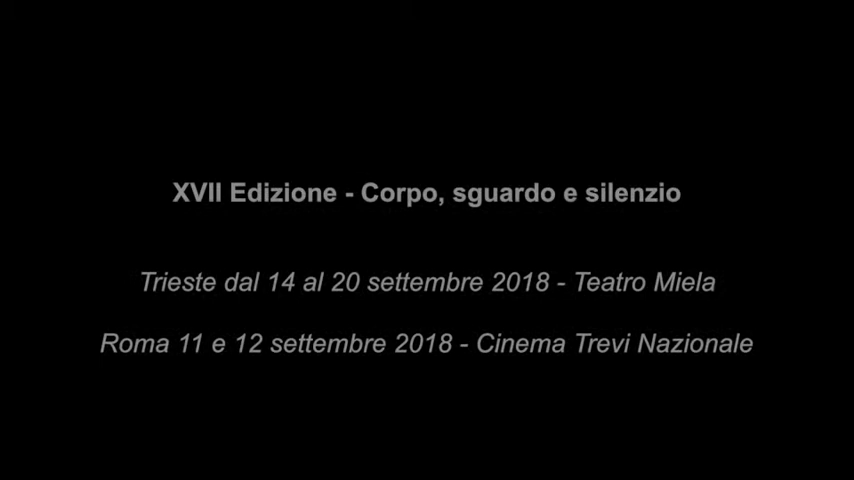 XVII Edizione - Corpo, sguardo e silenzio
Trieste dal 14 al 20 settembre 2018 - Teatro Miela
Roma 11 e 12 settembre 2018 - Cinema Trevi Nazionale